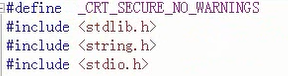 #define  _CRT_SECURE_NO_WARNINGS
#include <stdlib.h>
#include <string.h>
#include <stdio.h>